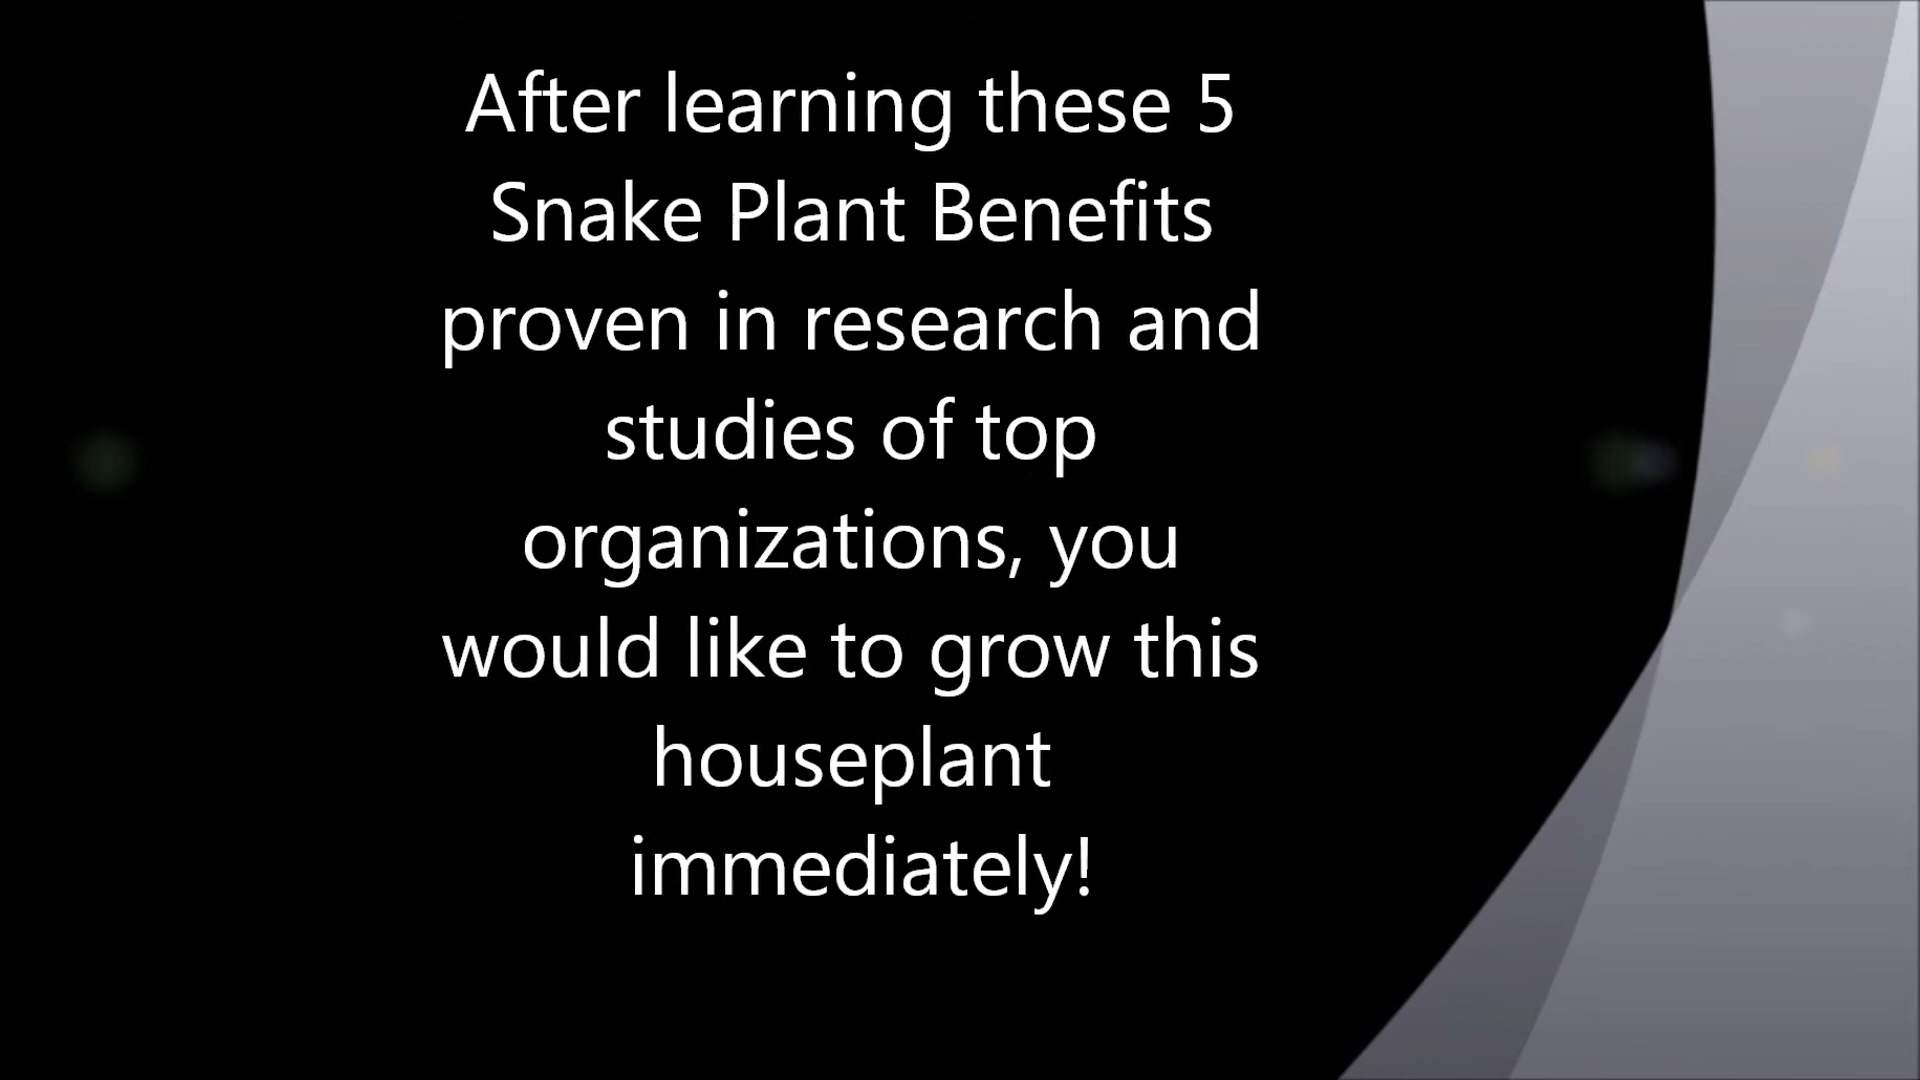 After learning these 5
Snake Plant Benefits
proven in research and
studies of top
organizations, you
would like to grow this
houseplant
immediately!